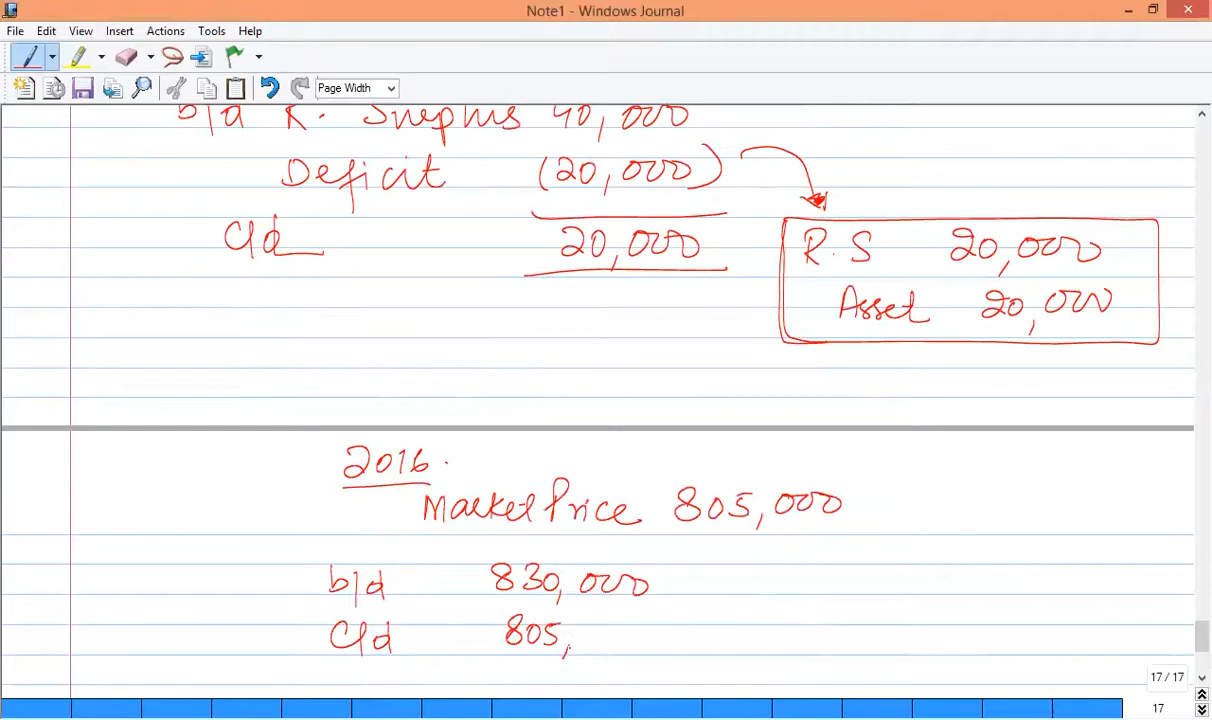 Note1 - Windows Journal
File Edit View Insert Actions Tools Help
Page Width
b/d R. Surplus 40,000
Deficit (20,000)
C/d 20,000
R.S 20,000
Asset 20,000
2016.
Market Price 805,000
b/d 830,000
C/d 805,
17 / 17
17